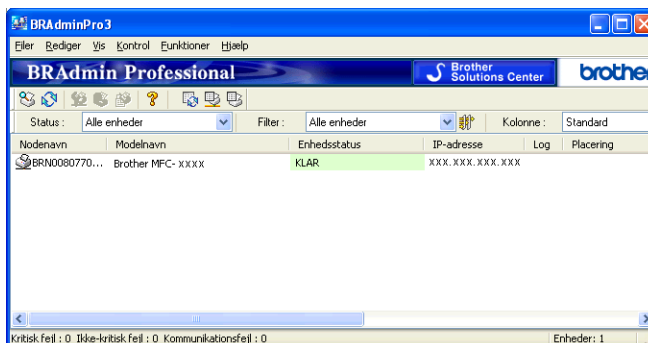 BRAdminPro3
Filer Rediger Vis Kontrol Funktioner Hjælp
BRAdmin Professional Brother Solutions Center brother
Status : Alle enheder Filter : Alle enheder Kolonne : Standard
Nodenavn Modelnavn Enhedsstatus IP-adresse Log Placering
BRN0080770... Brother MFC- XXXX KLAR XXX.XXX.XXX.XXX
Kritisk fejl : 0 Ikke-kritisk fejl : 0 Kommunikationsfejl : 0 Enheder: 1